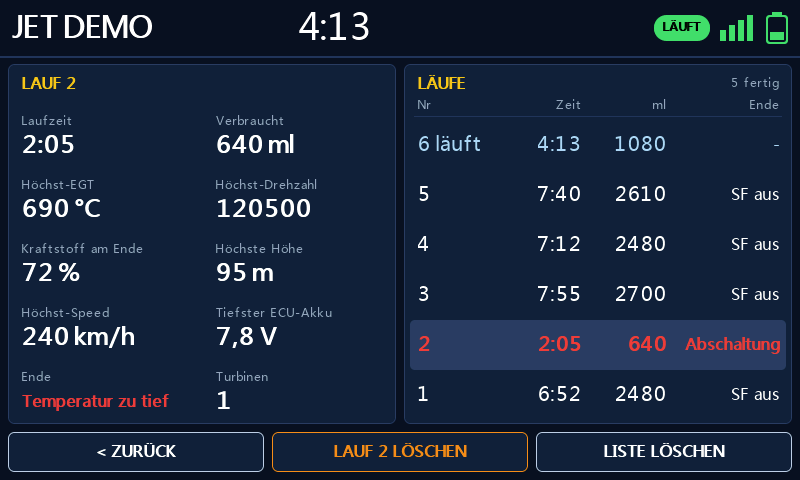 JET DEMO
4:13
LÄUFT
LAUF 2
Laufzeit
2:05
Verbraucht
640 ml
Höchst-EGT
690 °C
Höchst-Drehzahl
120500
Kraftstoff am Ende
72 %
Höchste Höhe
95 m
Höchst-Speed
240 km/h
Tiefster ECU-Akku
7,8 V
Ende
Temperatur zu tief
Turbinen
1
LÄUFE
5 fertig
Nr Zeit ml Ende
6 läuft 4:13 1080 -
5 7:40 2610 SF aus
4 7:12 2480 SF aus
3 7:55 2700 SF aus
2 2:05 640 Abschaltung
1 6:52 2480 SF aus
< ZURÜCK
LAUF 2 LÖSCHEN
LISTE LÖSCHEN